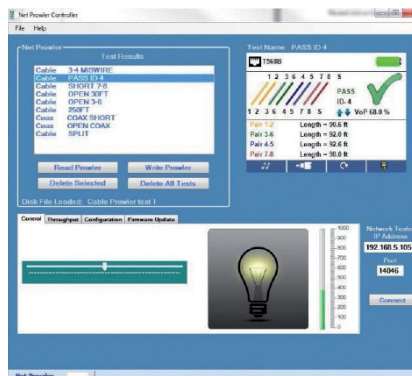 Net Prowler Controller
File Help
Net Prowler
Test Results
Cable 3-4 MISWIRE
Cable PASS ID 4
Cable SHORT 7-8
Cable OPEN 30FT
Cable OPEN 3-6
Cable 250FT
Coax COAX SHORT
Coax OPEN COAX
Cable SPLIT
Read Prowler Write Prowler
Delete Selected Delete All Tests
Disk File Loaded: Cable Prowler test 1
Test Name: PASS ID 4
T568B
1 2 3 6 4 5 7 8 S
PASS
ID- 4
1 2 3 6 4 5 7 8 S VoP 68.0 %
Pair 1-2 Length = 90.6 ft
Pair 3-6 Length = 92.6 ft
Pair 4-5 Length = 92.6 ft
Pair 7-8 Length = 92.0 ft
Control Throughput Configuration Firmware Update
1000
900
800
700
600
500
400
300
200
100
0
Network Tester
IP Address
192.168.5.105
Port
14046
Connect
Net Prowler